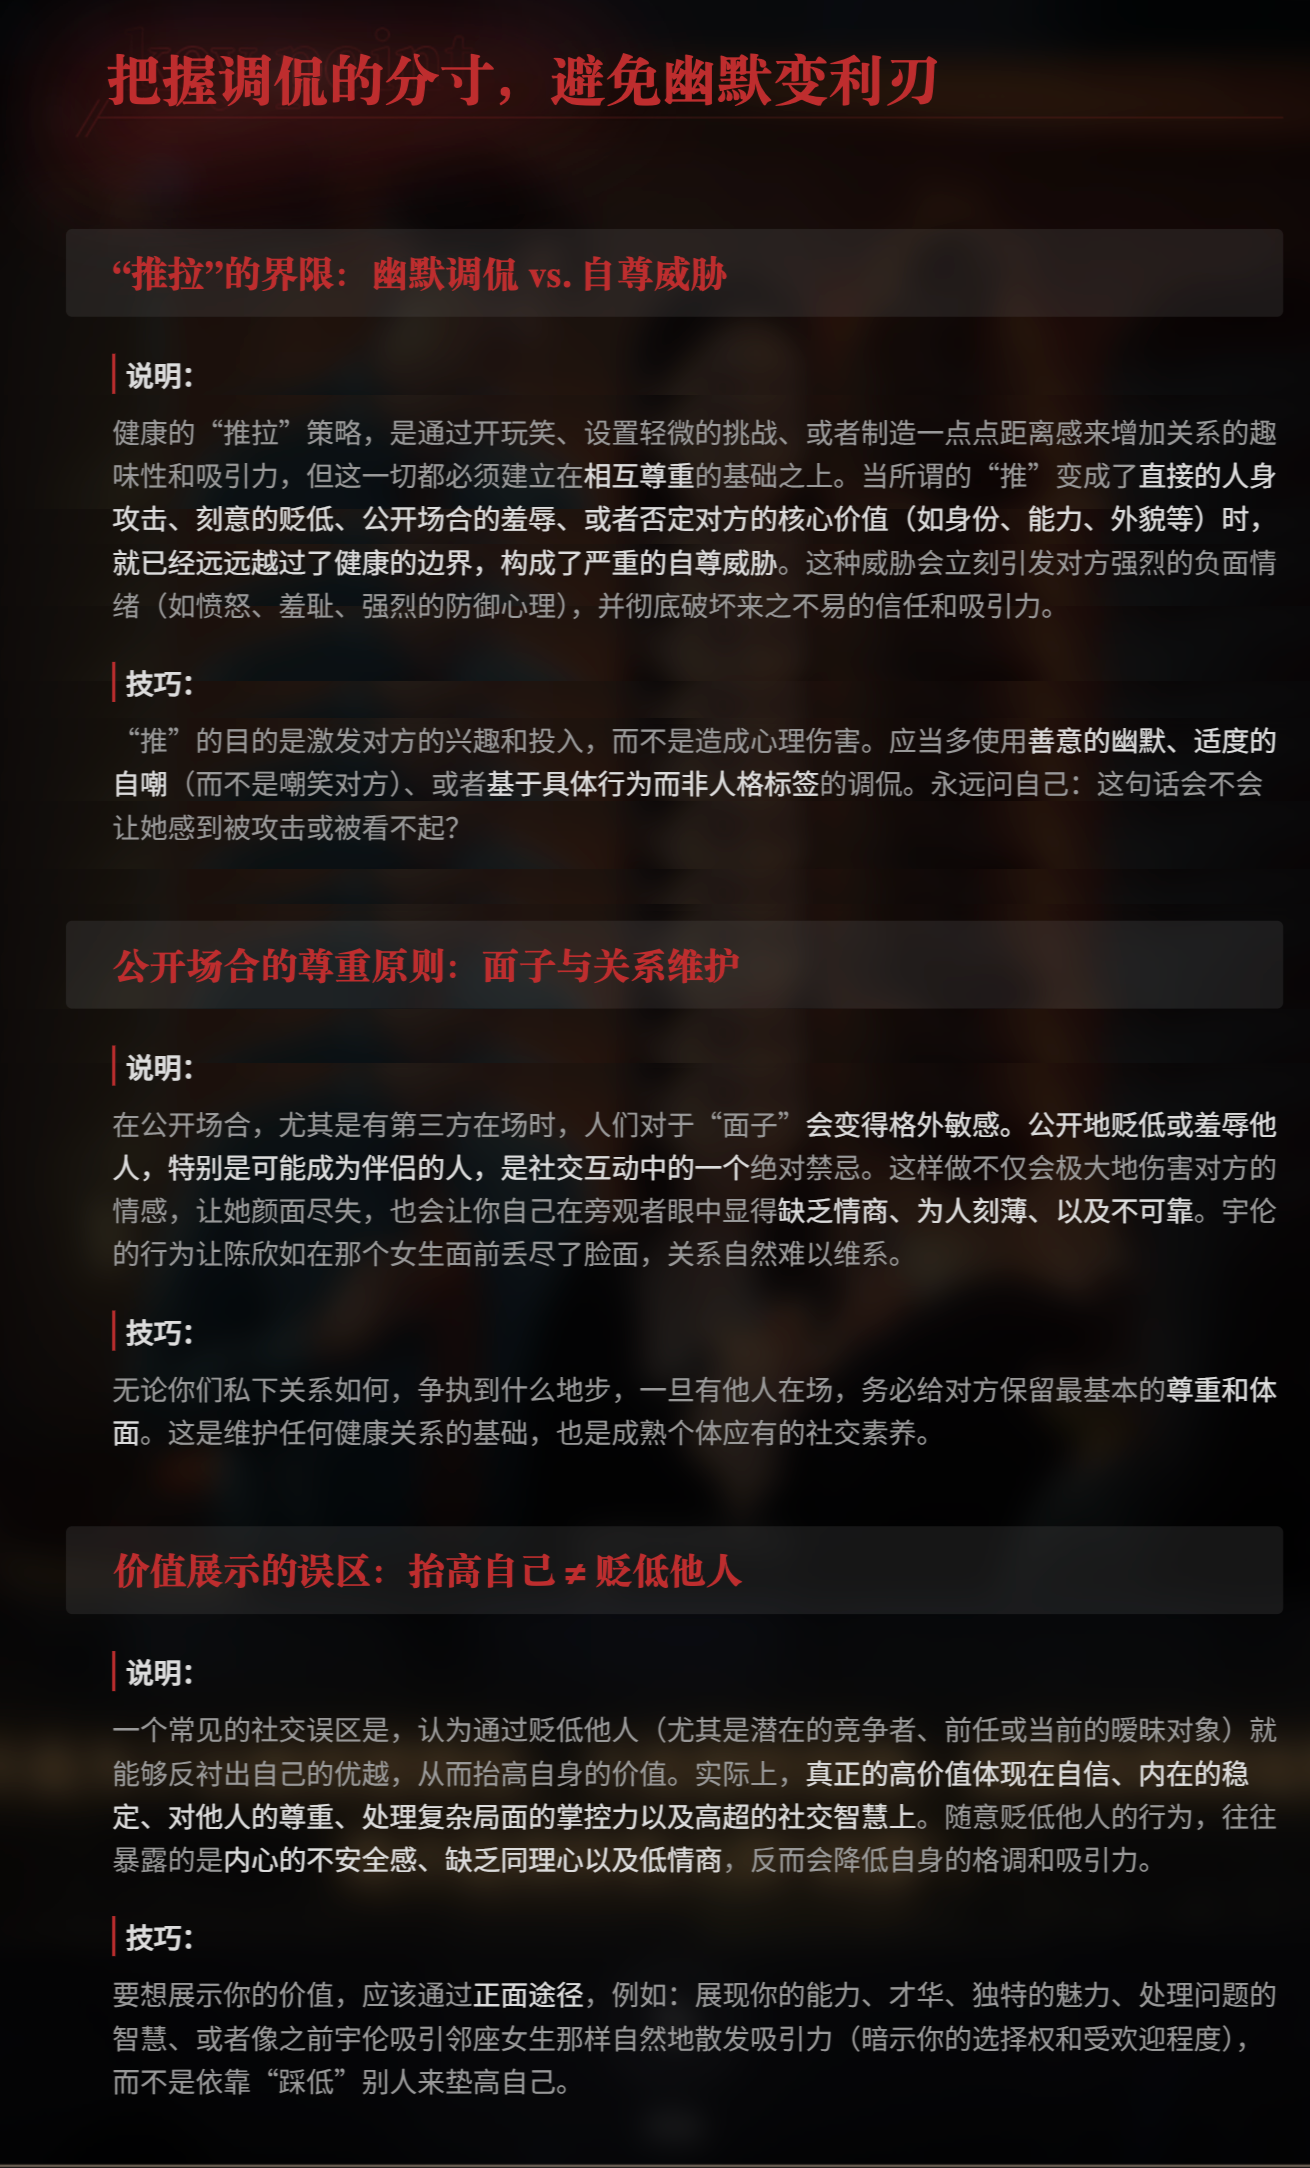 key point
把握调侃的分寸，避免幽默变利刃
“推拉”的界限：幽默调侃 vs. 自尊威胁
说明：
健康的“推拉”策略，是通过开玩笑、设置轻微的挑战、或者制造一点点距离感来增加关系的趣
味性和吸引力，但这一切都必须建立在相互尊重的基础之上。当所谓的“推”变成了直接的人身
攻击、刻意的贬低、公开场合的羞辱、或者否定对方的核心价值（如身份、能力、外貌等）时，
就已经远远越过了健康的边界，构成了严重的自尊威胁。这种威胁会立刻引发对方强烈的负面情
绪（如愤怒、羞耻、强烈的防御心理），并彻底破坏来之不易的信任和吸引力。
技巧：
“推”的目的是激发对方的兴趣和投入，而不是造成心理伤害。应当多使用善意的幽默、适度的
自嘲（而不是嘲笑对方）、或者基于具体行为而非人格标签的调侃。永远问自己：这句话会不会
让她感到被攻击或被看不起？
公开场合的尊重原则：面子与关系维护
说明：
在公开场合，尤其是有第三方在场时，人们对于“面子”会变得格外敏感。公开地贬低或羞辱他
人，特别是可能成为伴侣的人，是社交互动中的一个绝对禁忌。这样做不仅会极大地伤害对方的
情感，让她颜面尽失，也会让你自己在旁观者眼中显得缺乏情商、为人刻薄、以及不可靠。宇伦
的行为让陈欣如在那个女生面前丢尽了脸面，关系自然难以维系。
技巧：
无论你们私下关系如何，争执到什么地步，一旦有他人在场，务必给对方保留最基本的尊重和体
面。这是维护任何健康关系的基础，也是成熟个体应有的社交素养。
价值展示的误区：抬高自己 ≠ 贬低他人
说明：
一个常见的社交误区是，认为通过贬低他人（尤其是潜在的竞争者、前任或当前的暧昧对象）就
能够反衬出自己的优越，从而抬高自身的价值。实际上，真正的高价值体现在自信、内在的稳
定、对他人的尊重、处理复杂局面的掌控力以及高超的社交智慧上。随意贬低他人的行为，往往
暴露的是内心的不安全感、缺乏同理心以及低情商，反而会降低自身的格调和吸引力。
技巧：
要想展示你的价值，应该通过正面途径，例如：展现你的能力、才华、独特的魅力、处理问题的
智慧、或者像之前宇伦吸引邻座女生那样自然地散发吸引力（暗示你的选择权和受欢迎程度），
而不是依靠“踩低”别人来垫高自己。